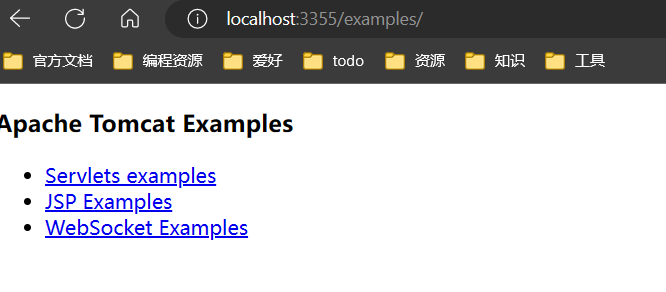 localhost:3355/examples/
官方文档 编程资源 爱好 todo 资源 知识 工具
Apache Tomcat Examples
Servlets examples
JSP Examples
WebSocket Examples